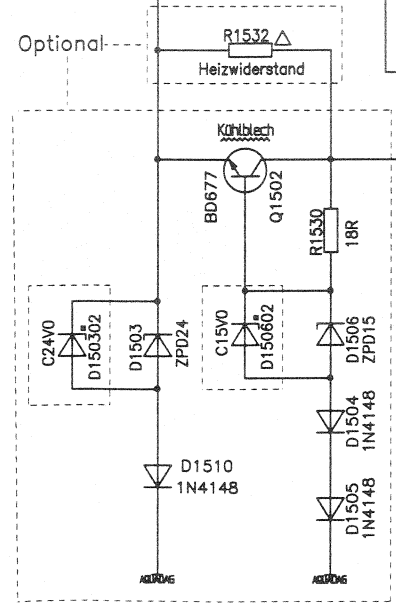 R1532
Optional
Heizwiderstand
Kühlblech
BD677
Q1502
R1530
18R
C24V0
D150302
D1503
ZPD24
C15V0
D150602
D1506
ZPD15
D1504
1N4148
D1510
1N4148
D1505
1N4148